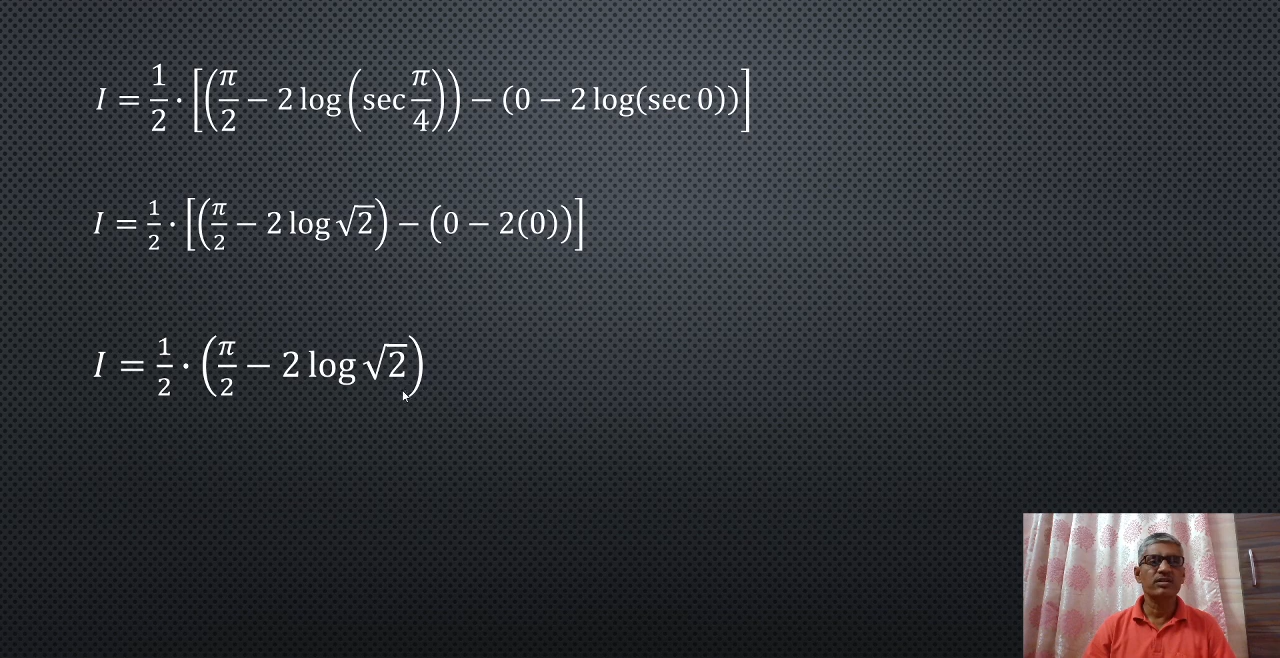 I = 1/2 · [(π/2 − 2 log(sec π/4)) − (0 − 2 log(sec 0))]
I = 1/2 · [(π/2 − 2 log √2) − (0 − 2(0))]
I = 1/2 · (π/2 − 2 log √2)